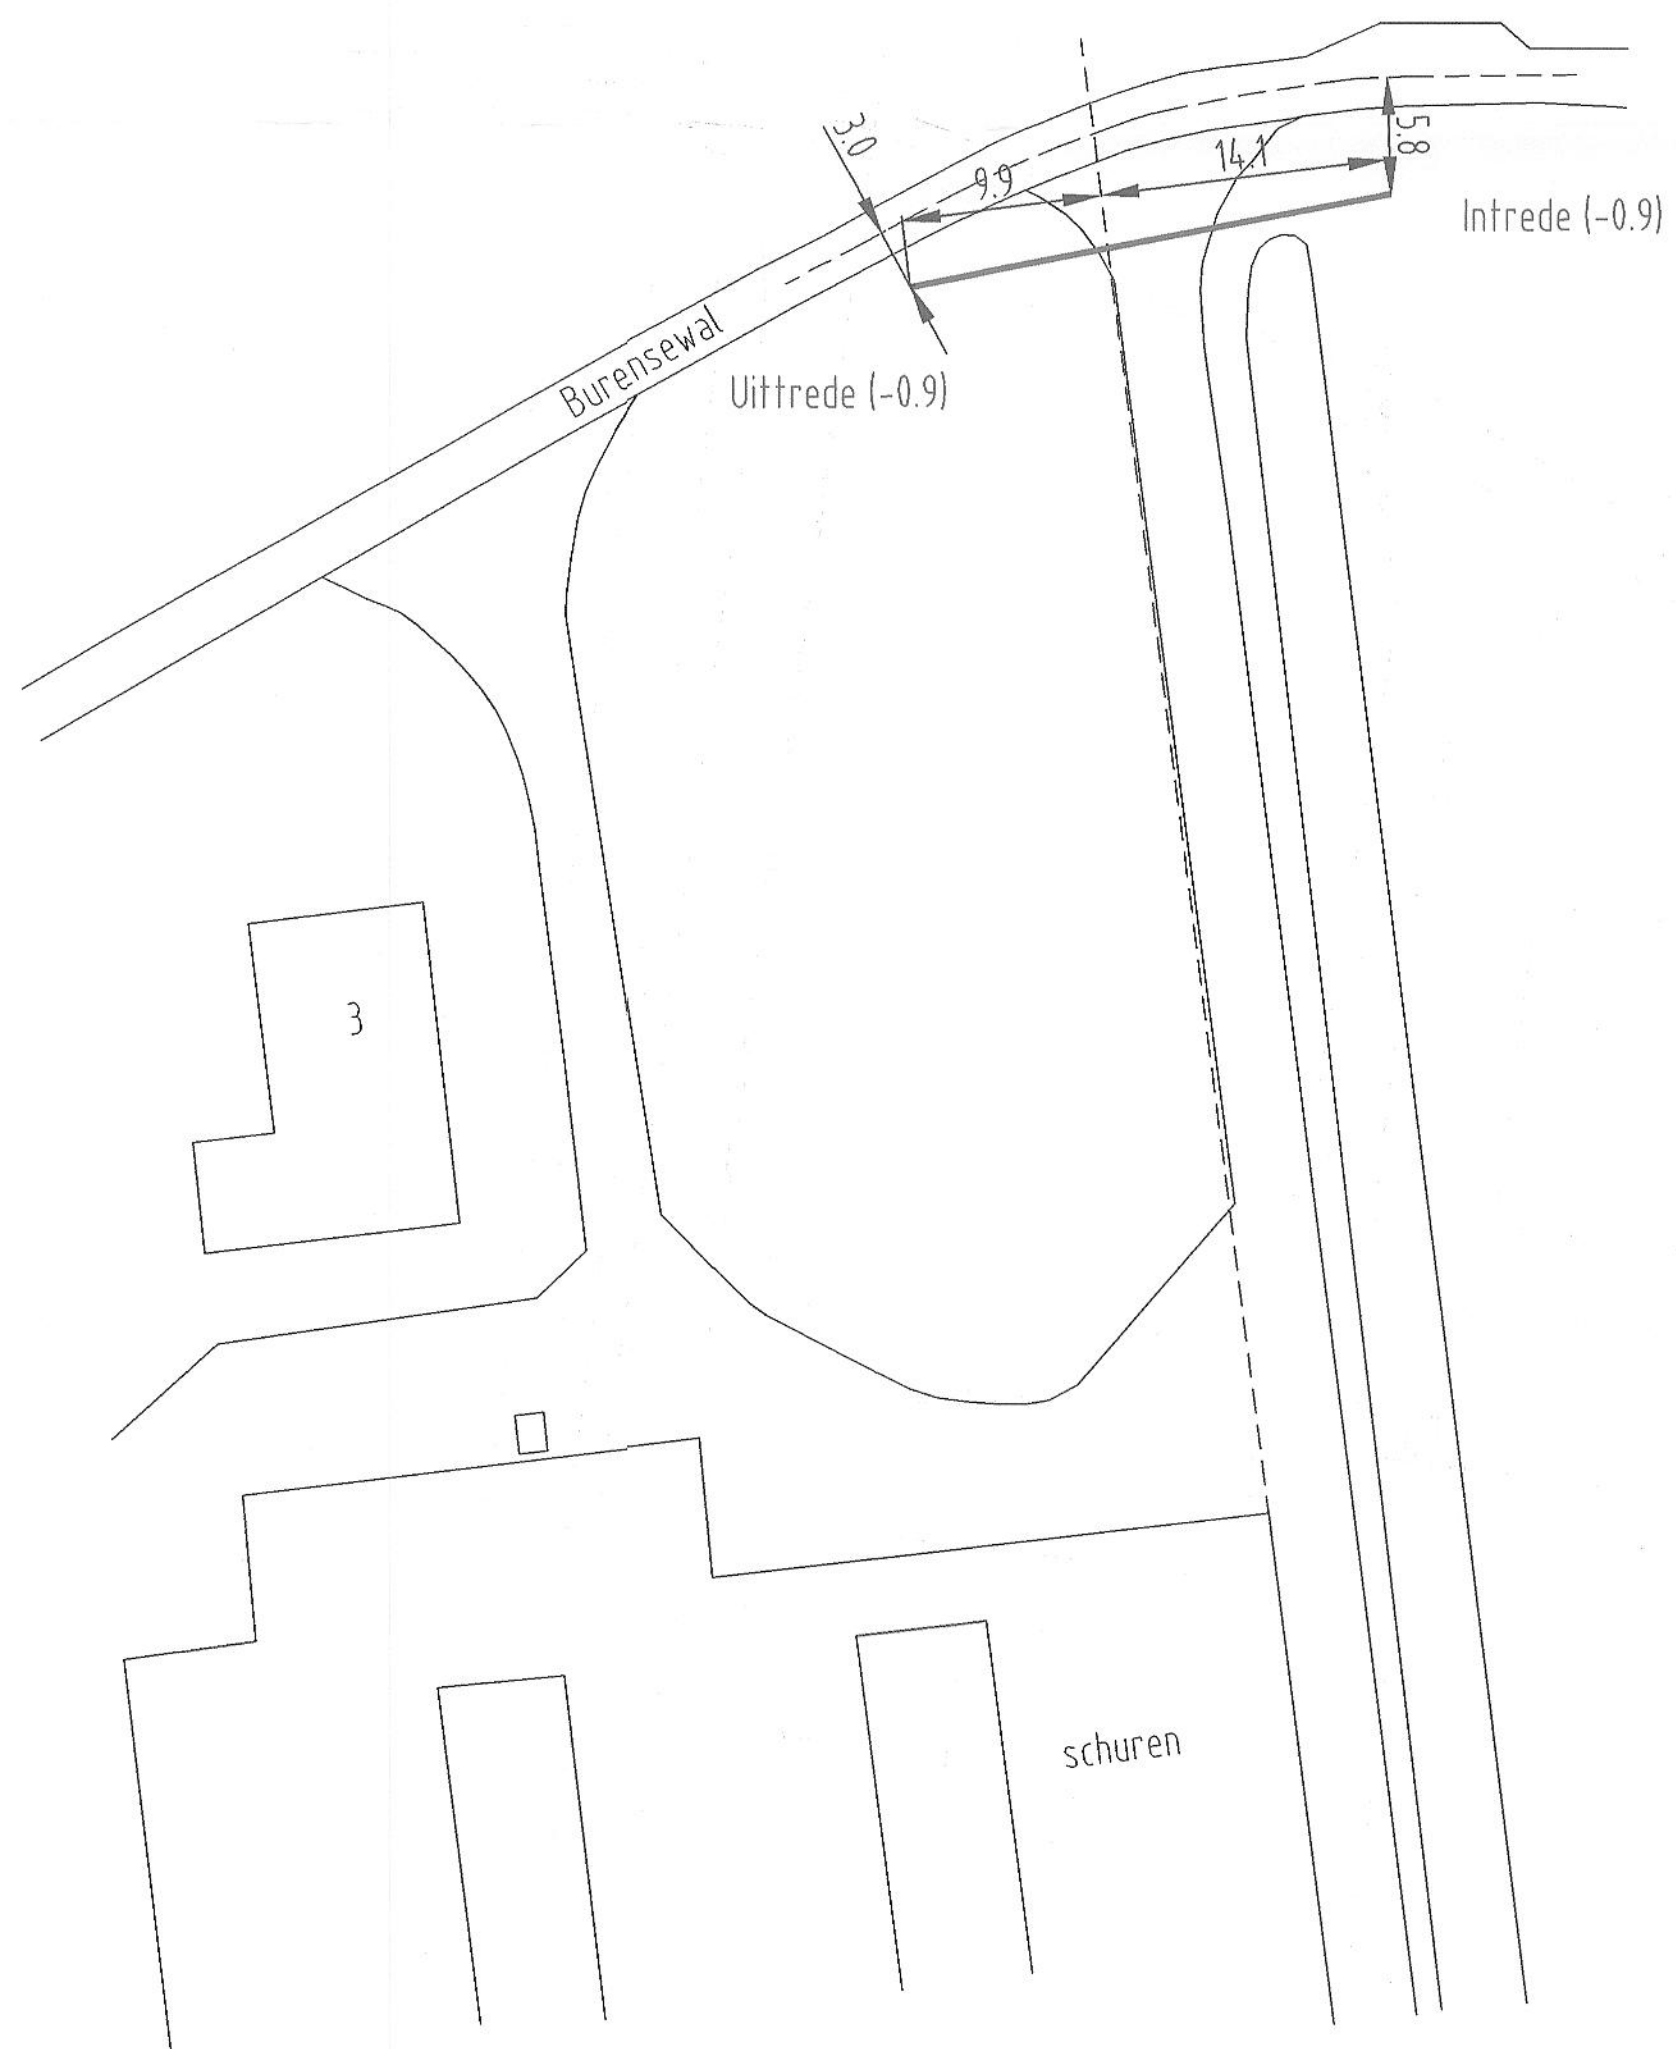 3.0
9.9
14.1
5.8
Intrede (-0.9)
Burensewal
Uittrede (-0.9)
3
schuren